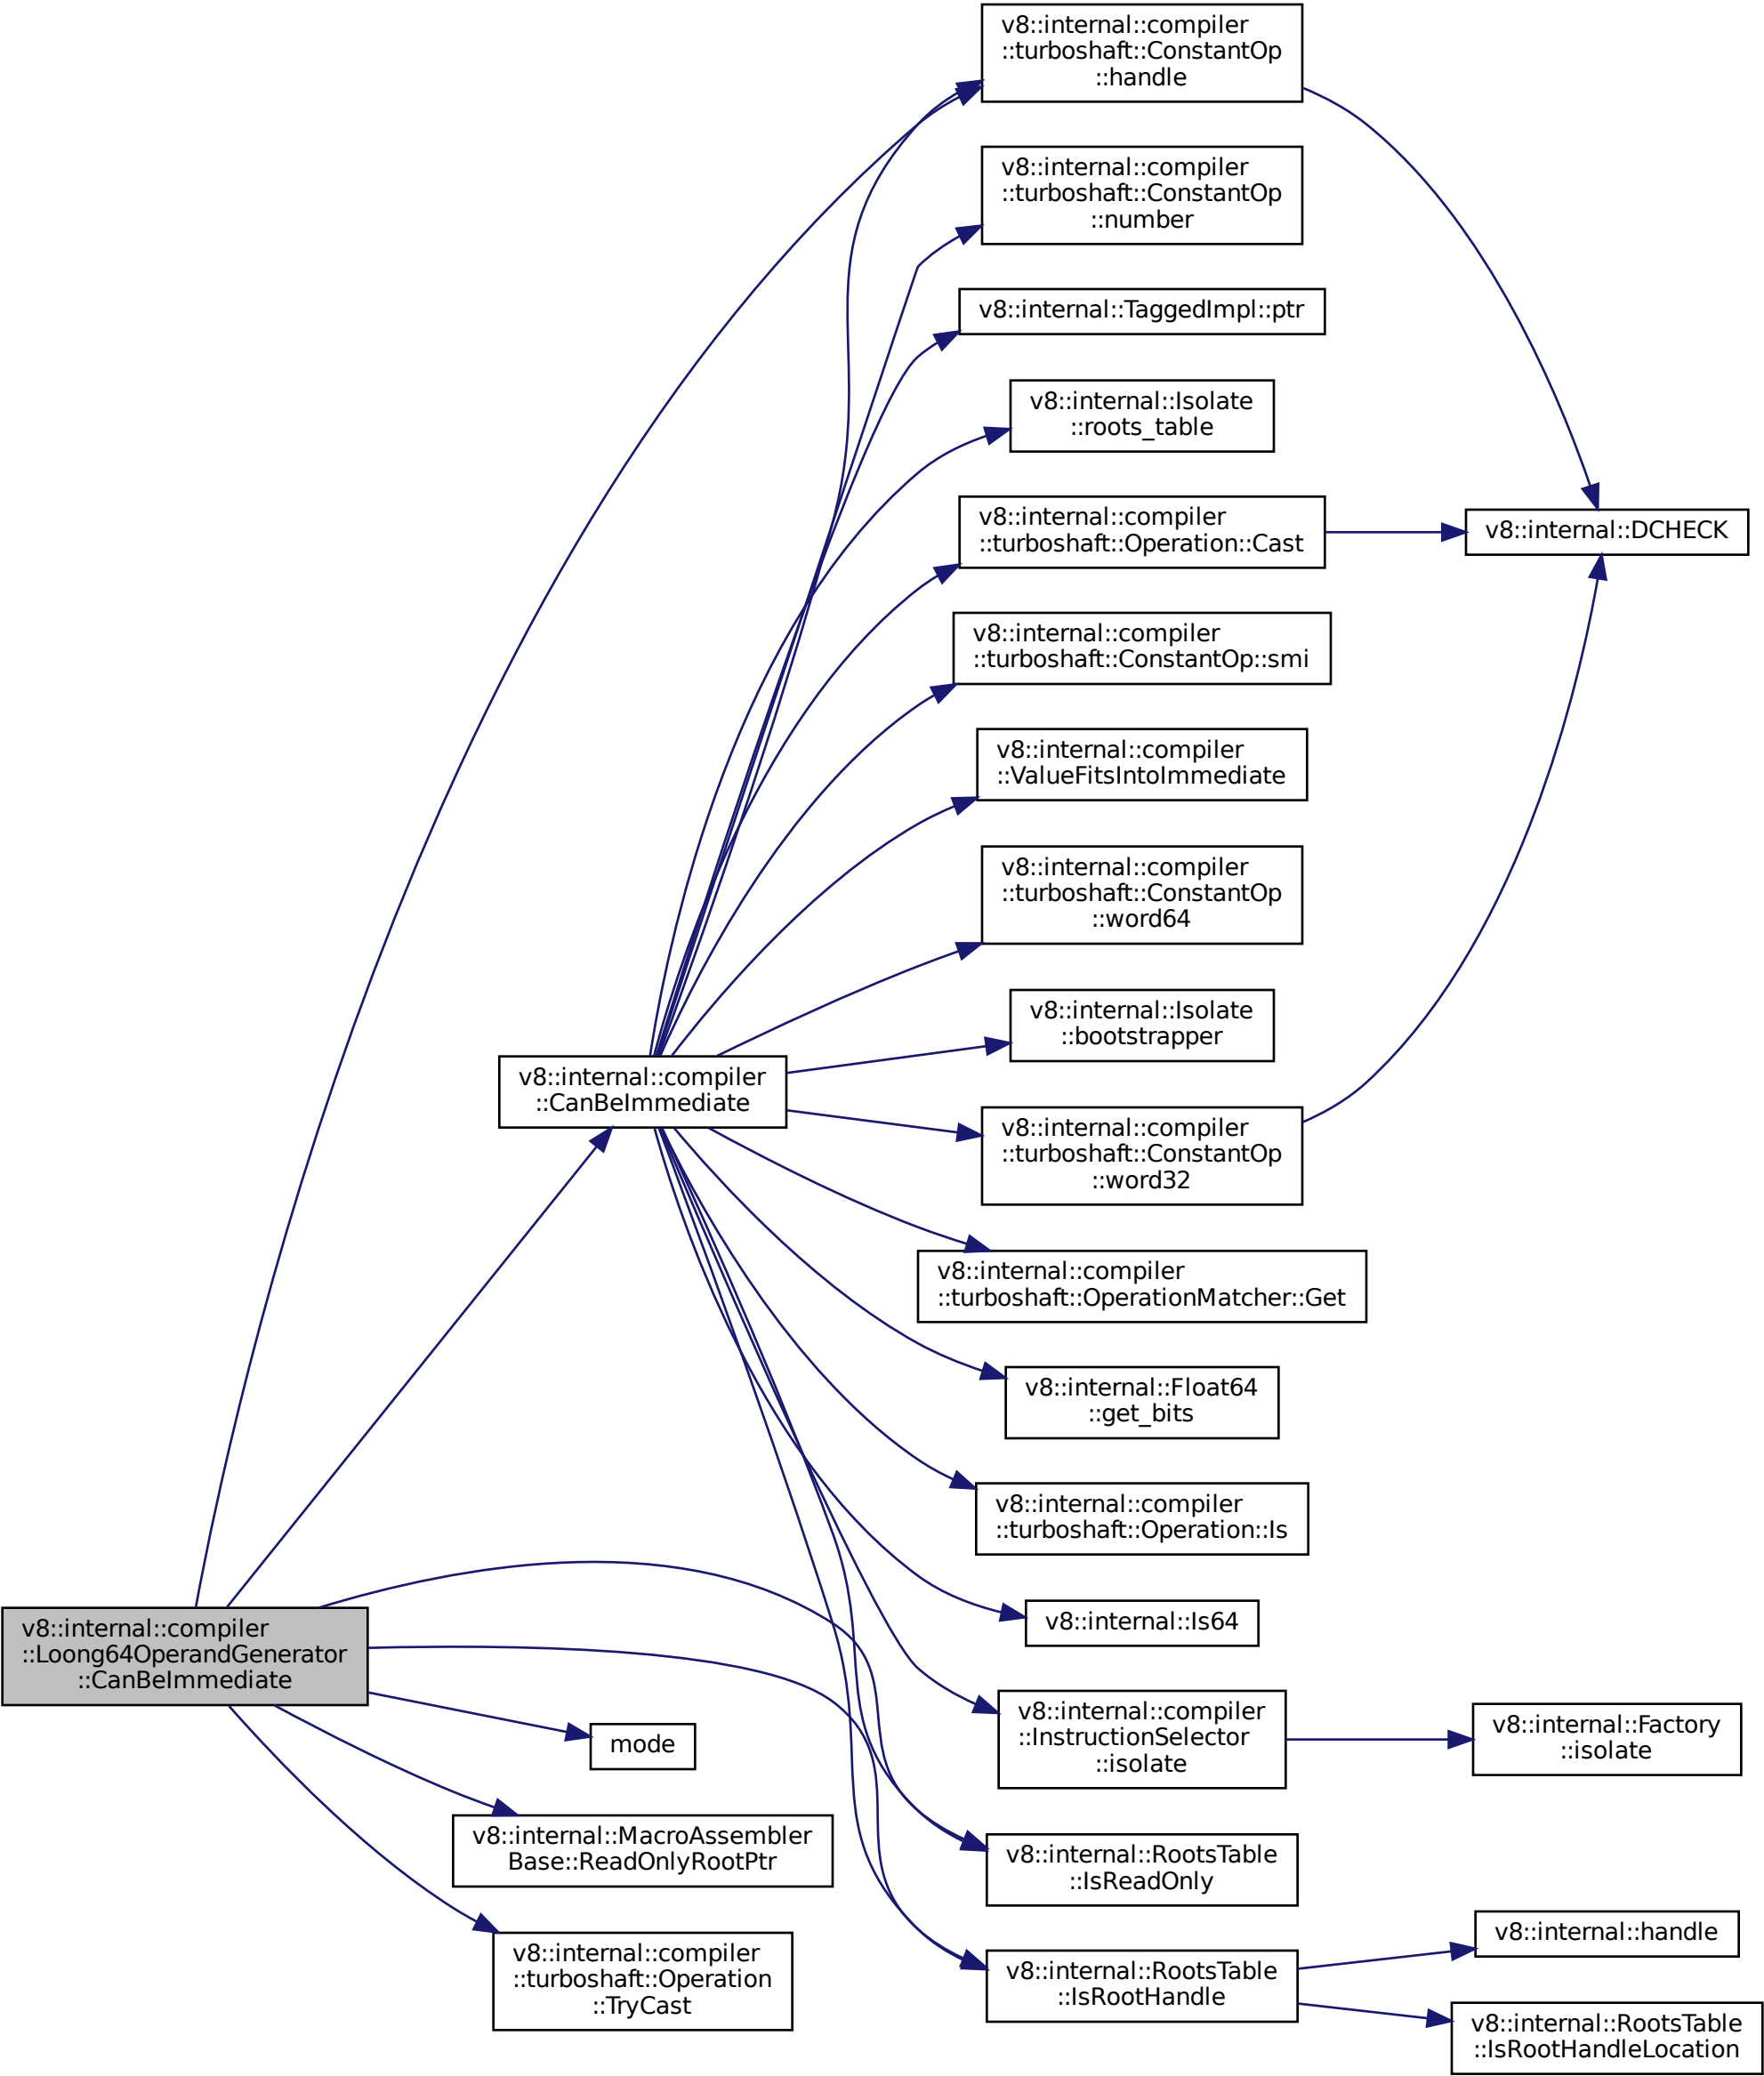 v8::internal::compiler
::turboshaft::ConstantOp
::handle
v8::internal::compiler
::turboshaft::ConstantOp
::number
v8::internal::TaggedImpl::ptr
v8::internal::Isolate
::roots_table
v8::internal::compiler
::turboshaft::Operation::Cast
v8::internal::DCHECK
v8::internal::compiler
::turboshaft::ConstantOp::smi
v8::internal::compiler
::ValueFitsIntoImmediate
v8::internal::compiler
::turboshaft::ConstantOp
::word64
v8::internal::Isolate
::bootstrapper
v8::internal::compiler
::CanBeImmediate
v8::internal::compiler
::turboshaft::ConstantOp
::word32
v8::internal::compiler
::turboshaft::OperationMatcher::Get
v8::internal::Float64
::get_bits
v8::internal::compiler
::turboshaft::Operation::Is
v8::internal::Is64
v8::internal::compiler
::Loong64OperandGenerator
::CanBeImmediate
v8::internal::compiler
::InstructionSelector
::isolate
v8::internal::Factory
::isolate
mode
v8::internal::MacroAssembler
Base::ReadOnlyRootPtr
v8::internal::RootsTable
::IsReadOnly
v8::internal::compiler
::turboshaft::Operation
::TryCast
v8::internal::RootsTable
::IsRootHandle
v8::internal::handle
v8::internal::RootsTable
::IsRootHandleLocation